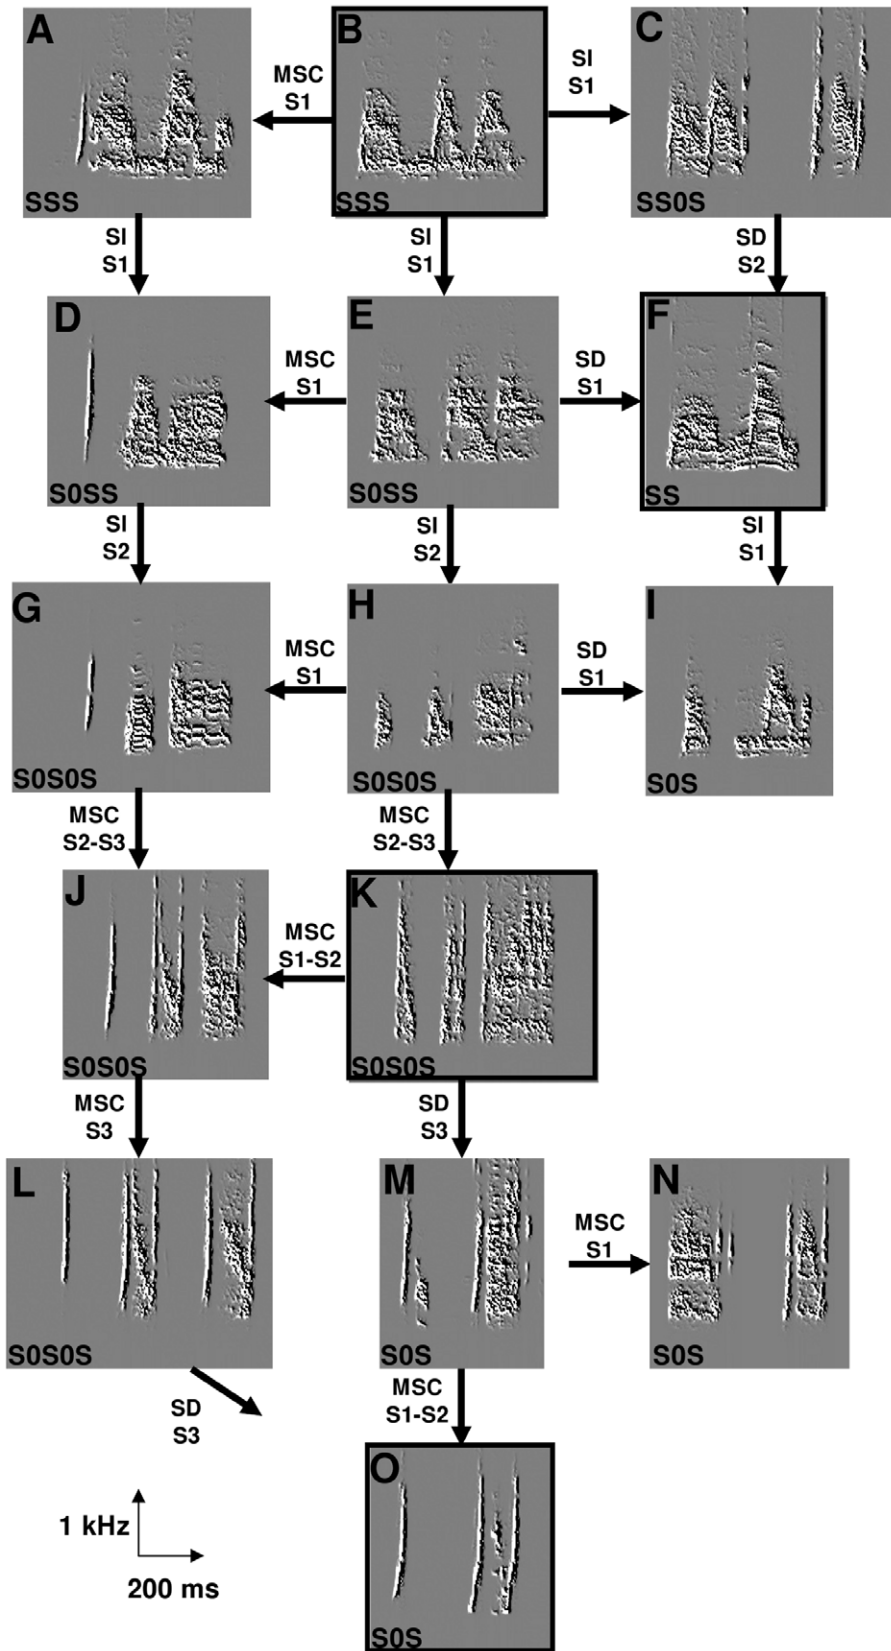 A
MSC
S1
B
SI
S1
C
SSS
SSS
SS0S
SI
S1
SI
S1
SD
S2
D
MSC
S1
E
SD
S1
F
S0SS
S0SS
SS
SI
S2
SI
S2
SI
S1
G
MSC
S1
H
SD
S1
I
S0S0S
S0S0S
S0S
MSC
S2-S3
MSC
S2-S3
J
MSC
S1-S2
K
S0S0S
S0S0S
MSC
S3
SD
S3
L
M
MSC
S1
N
S0S0S
S0S
S0S
SD
S3
MSC
S1-S2
O
1 kHz
200 ms
S0S